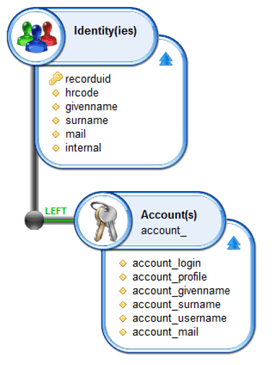 Identity(ies)
recorduid
hrcode
givenname
surname
mail
internal
LEFT
Account(s)
account_
account_login
account_profile
account_givenname
account_surname
account_username
account_mail